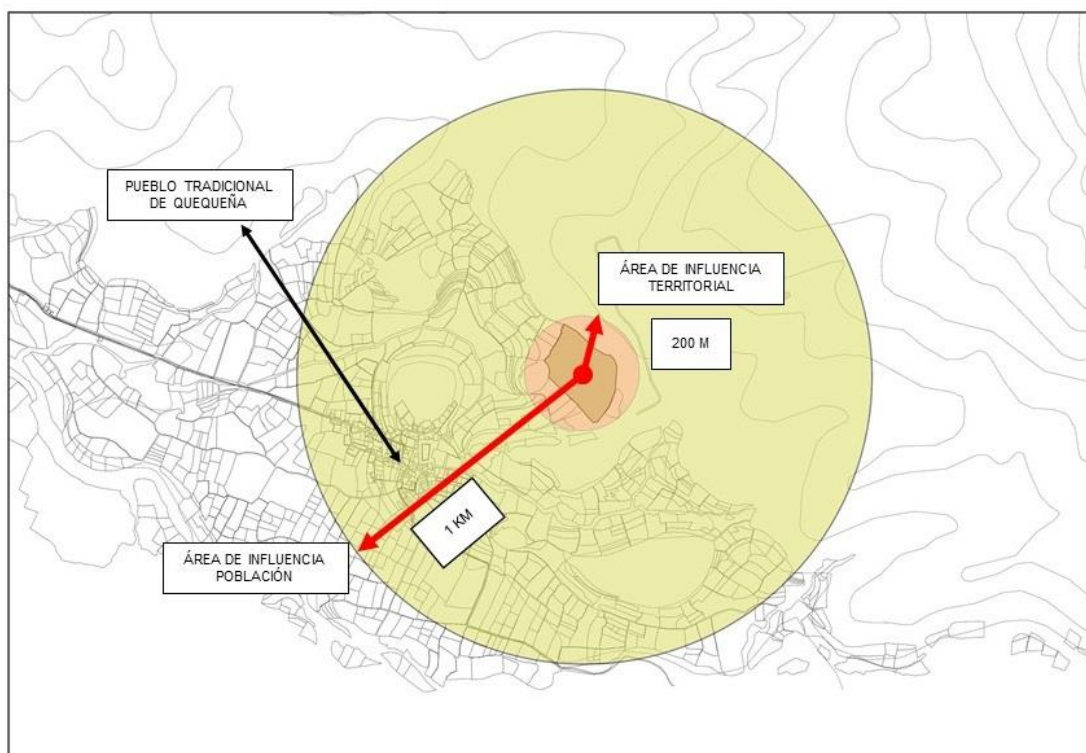 PUEBLO TRADICIONAL
DE QUEQUEÑA
ÁREA DE INFLUENCIA
TERRITORIAL
200 M
1 KM
ÁREA DE INFLUENCIA
POBLACIÓN